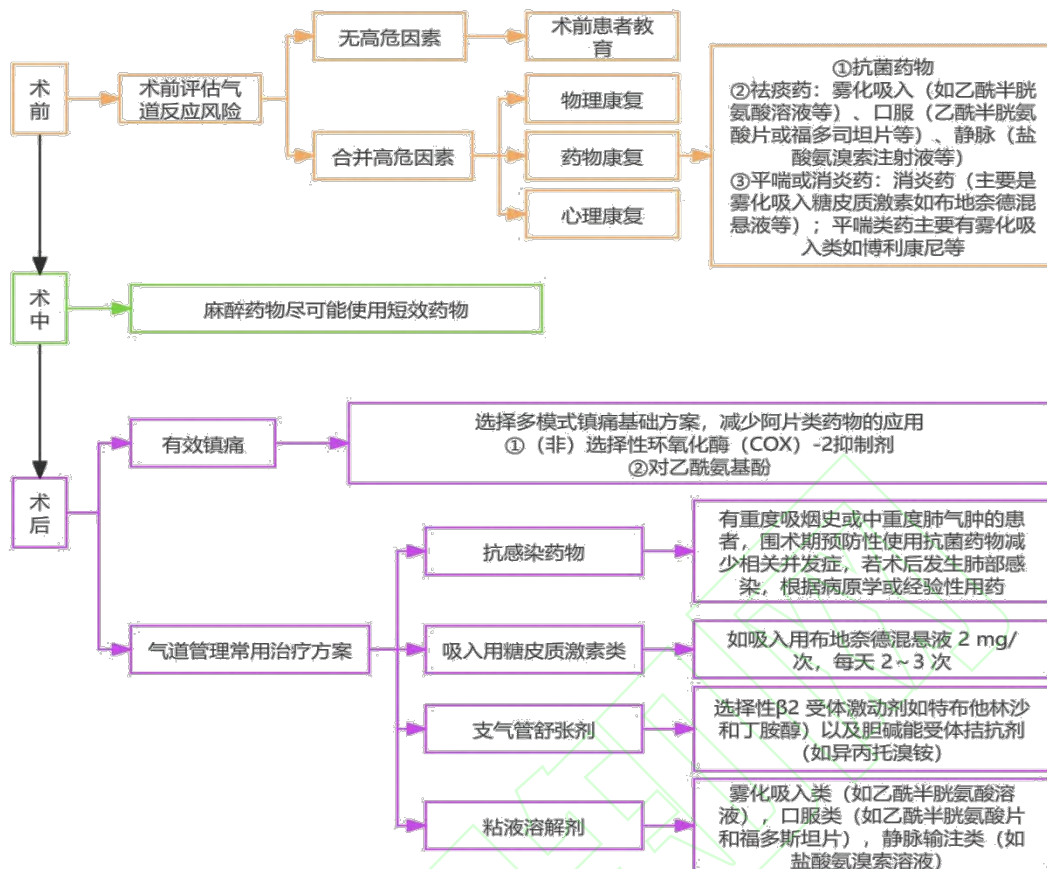 术
前
术前评估气
道反应风险
无高危因素
术前患者教
育
合并高危因素
物理康复
药物康复
心理康复
①抗菌药物
②祛痰药：雾化吸入（如乙酰半胱
氨酸溶液等）、口服（乙酰半胱氨
酸片或福多司坦片等）、静脉（盐
酸氨溴索注射液等）
③平喘或消炎药：消炎药（主要是
雾化吸入糖皮质激素如布地奈德混
悬液等）；平喘类药主要有雾化吸
入类如博利康尼等
术
中
麻醉药物尽可能使用短效药物
术
后
有效镇痛
选择多模式镇痛基础方案，减少阿片类药物的应用
①（非）选择性环氧化酶（COX）-2抑制剂
②对乙酰氨基酚
气道管理常用治疗方案
抗感染药物
有重度吸烟史或中重度肺气肿的患
者，围术期预防性使用抗菌药物减
少相关并发症，若术后发生肺部感
染，根据病原学或经验性用药
吸入用糖皮质激素类
如吸入用布地奈德混悬液 2 mg/
次，每天 2～3 次
支气管舒张剂
选择性β2 受体激动剂如特布他林沙
和丁胺醇）以及胆碱能受体拮抗剂
（如异丙托溴铵）
粘液溶解剂
雾化吸入类（如乙酰半胱氨酸溶
液），口服类（如乙酰半胱氨酸片
和福多斯坦片），静脉输注类（如
盐酸氨溴索溶液）